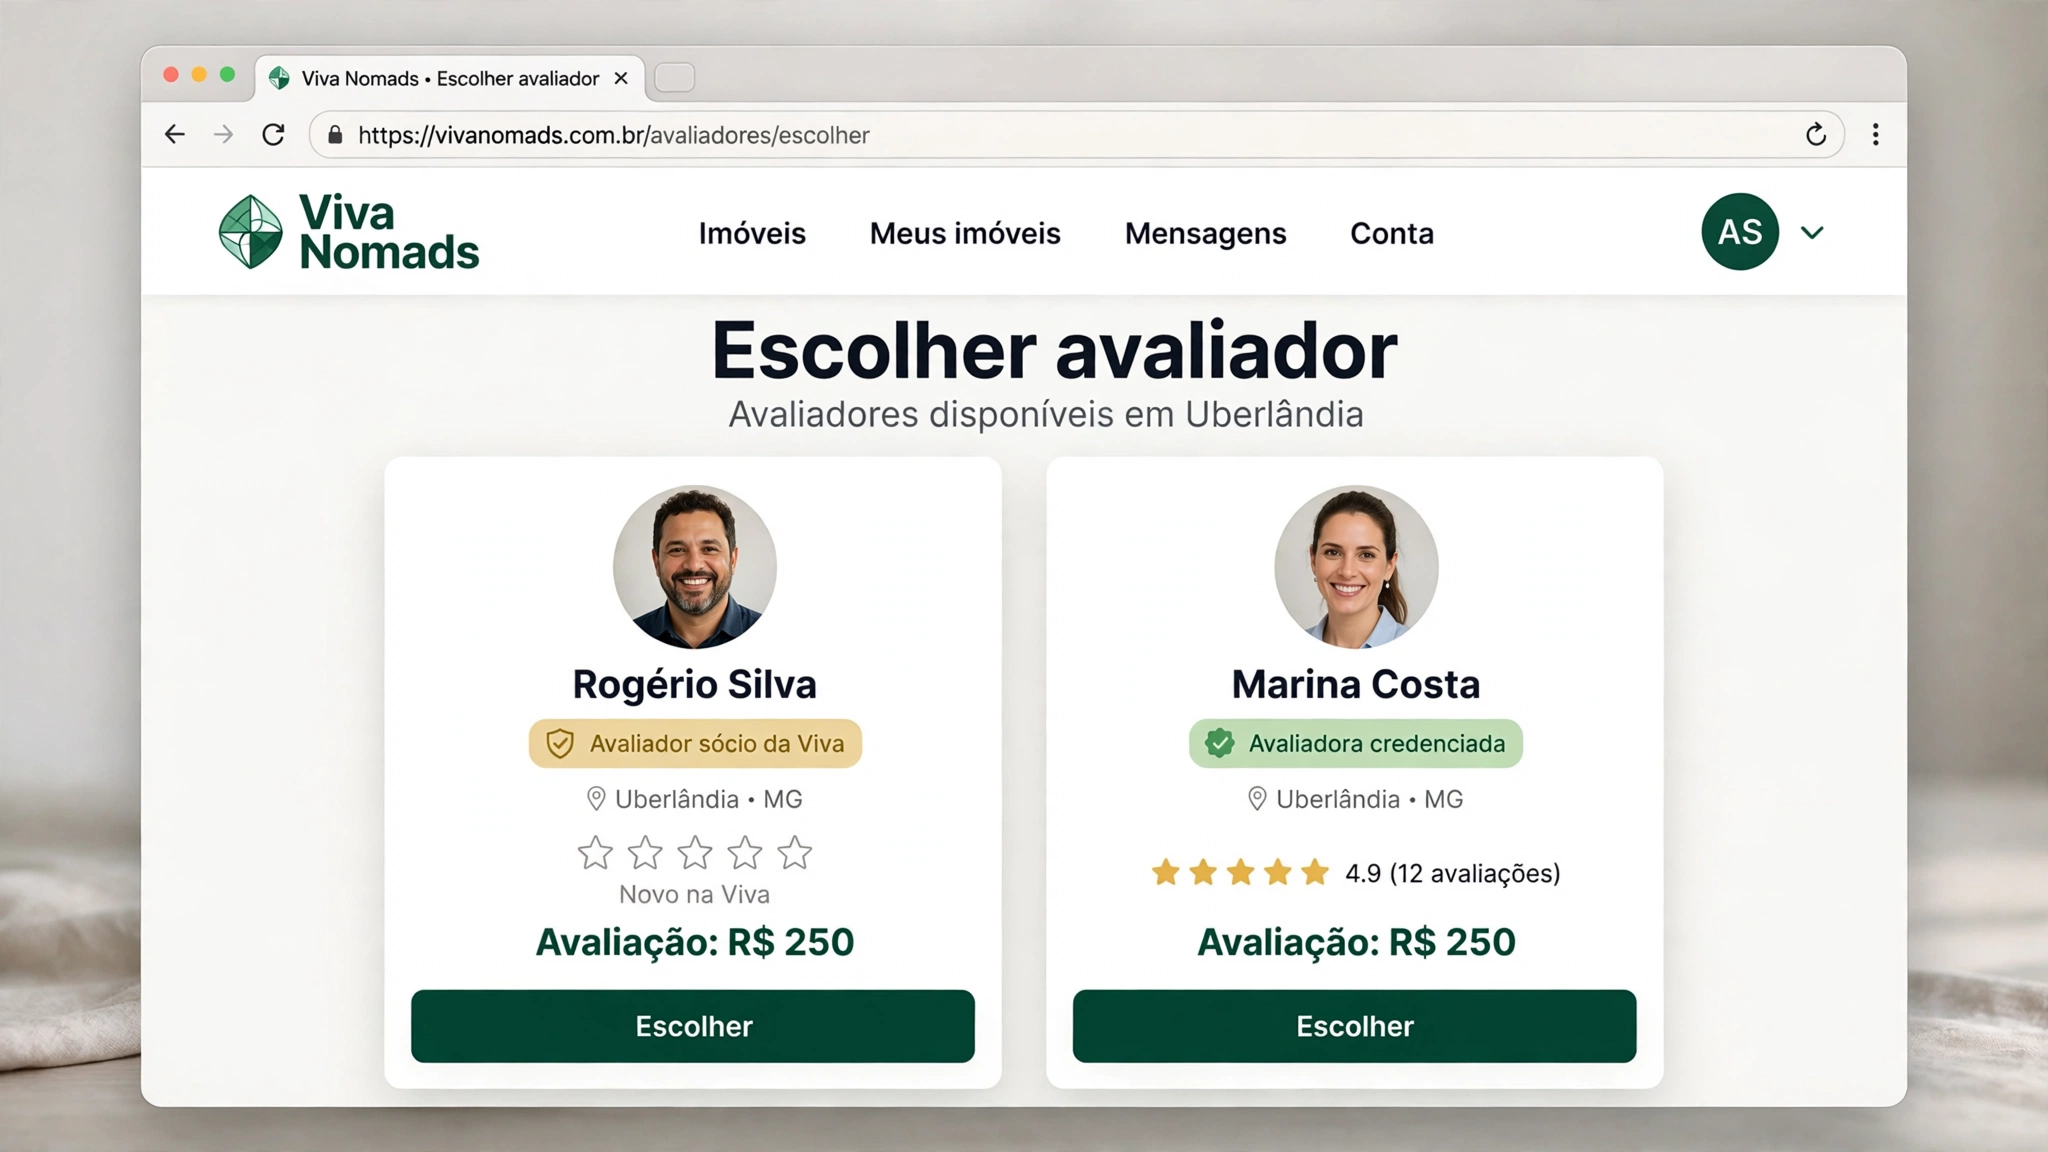 Viva Nomads • Escolher avaliador
https://vivanomads.com.br/avaliadores/escolher
Viva
Nomads
Imóveis
Meus imóveis
Mensagens
Conta
AS
Escolher avaliador
Avaliadores disponíveis em Uberlândia
Rogério Silva
Avaliador sócio da Viva
Uberlândia • MG
Novo na Viva
Avaliação: R$ 250
Escolher
Marina Costa
Avaliadora credenciada
Uberlândia • MG
4.9 (12 avaliações)
Avaliação: R$ 250
Escolher